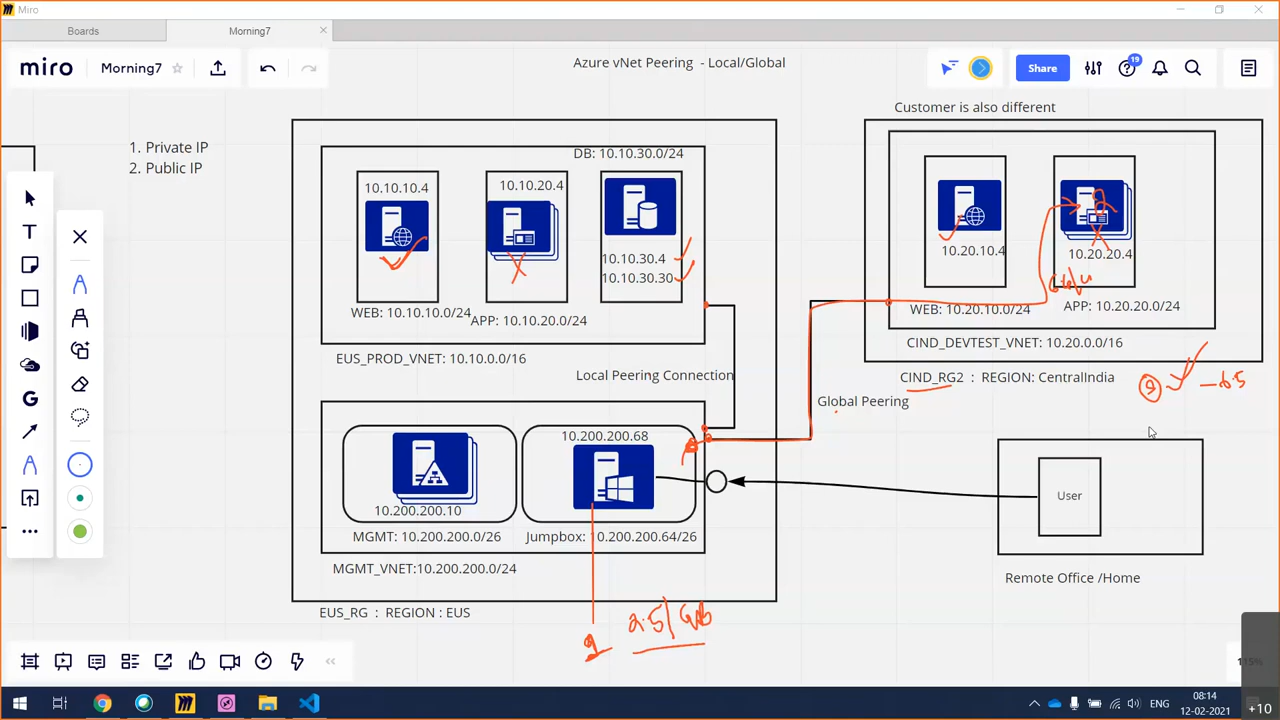 Miro
Boards
Morning7
miro
Morning7
Share
19
Azure vNet Peering - Local/Global
1. Private IP
2. Public IP
Customer is also different
DB: 10.10.30.0/24
10.10.10.4
10.10.20.4
10.10.30.4
10.10.30.30
WEB: 10.10.10.0/24
APP: 10.10.20.0/24
EUS_PROD_VNET: 10.10.0.0/16
Local Peering Connection
10.20.10.4
10.20.20.4
WEB: 10.20.10.0/24
APP: 10.20.20.0/24
CIND_DEVTEST_VNET: 10.20.0.0/16
CIND_RG2 : REGION: CentralIndia
Global Peering
10.200.200.68
10.200.200.10
MGMT: 10.200.200.0/26
Jumpbox: 10.200.200.64/26
MGMT_VNET:10.200.200.0/24
EUS_RG : REGION : EUS
User
Remote Office /Home
T
G
ENG
08:14
12-02-2021
+10